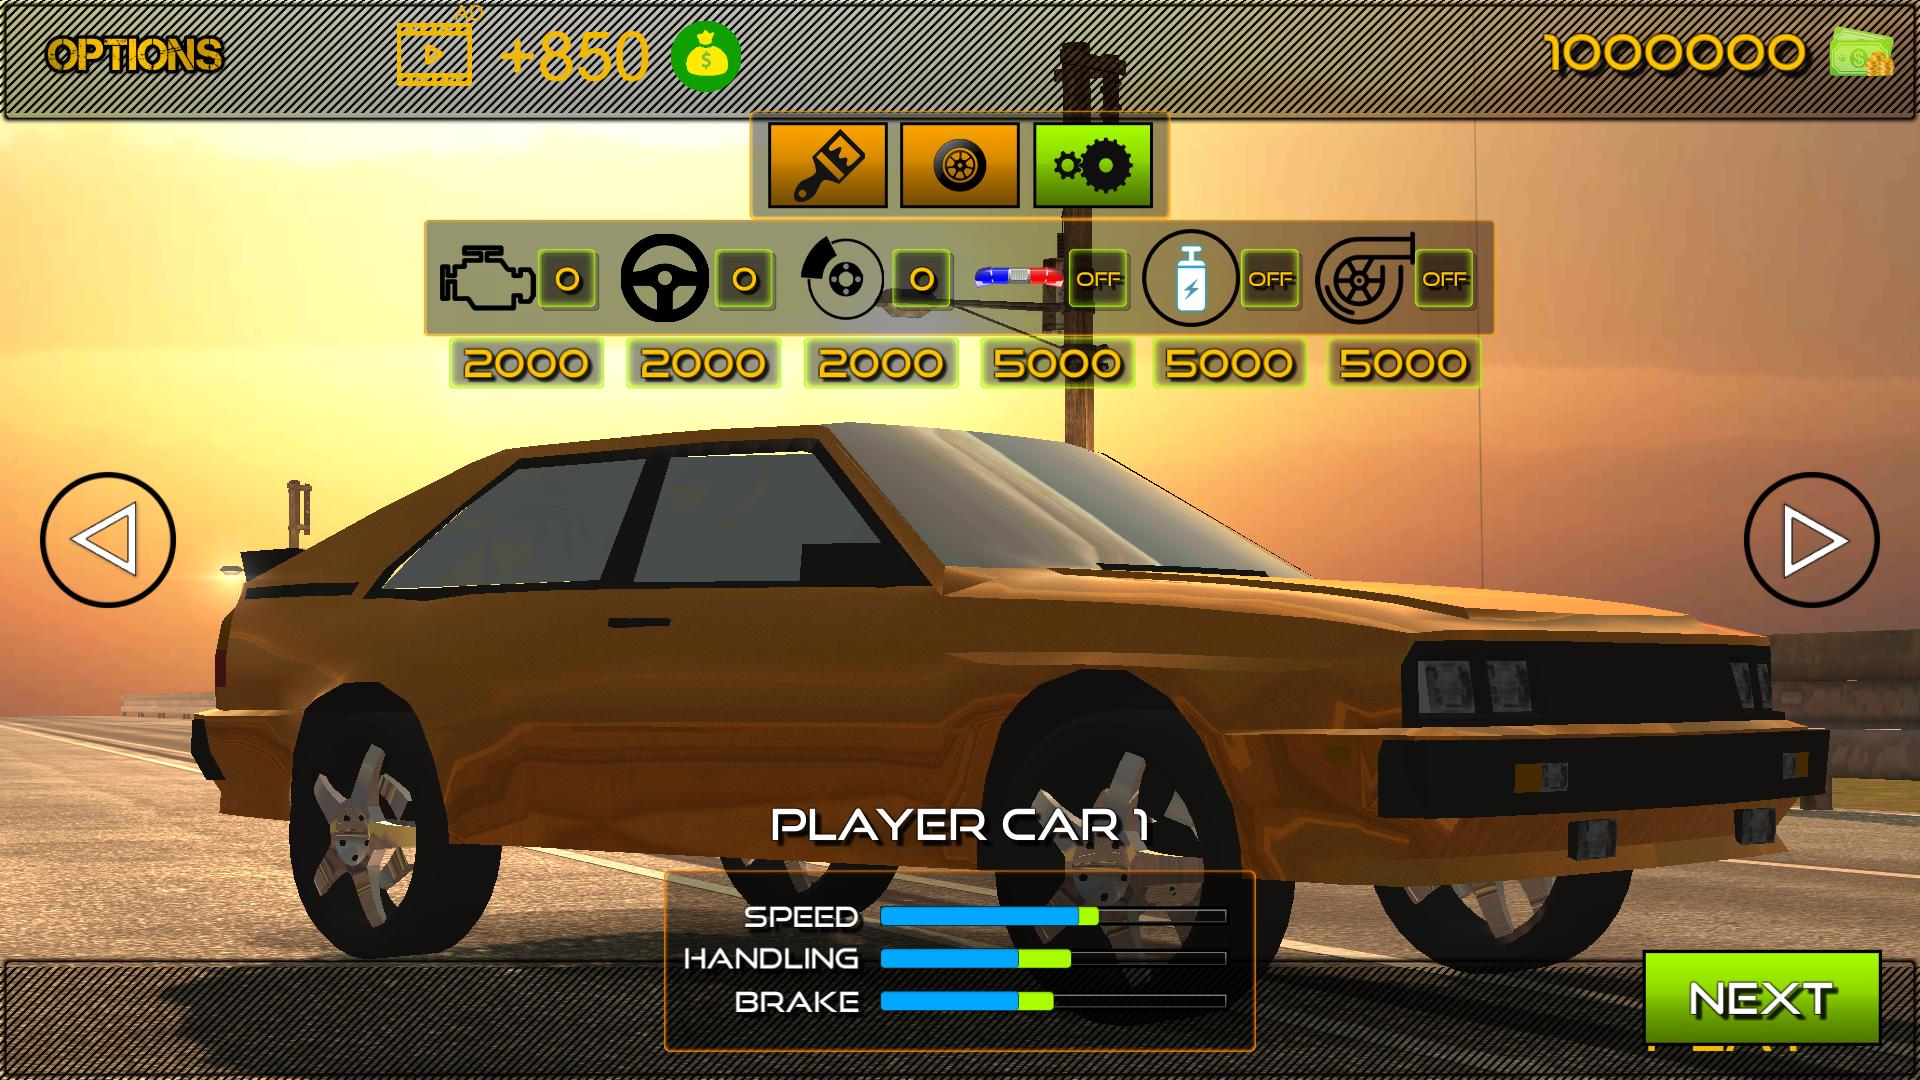 OPTIONS
AD
+850
1000000
0 0 0 OFF OFF OFF
2000 2000 2000 5000 5000 5000
PLAYER CAR 1
SPEED
HANDLING
BRAKE
NEXT